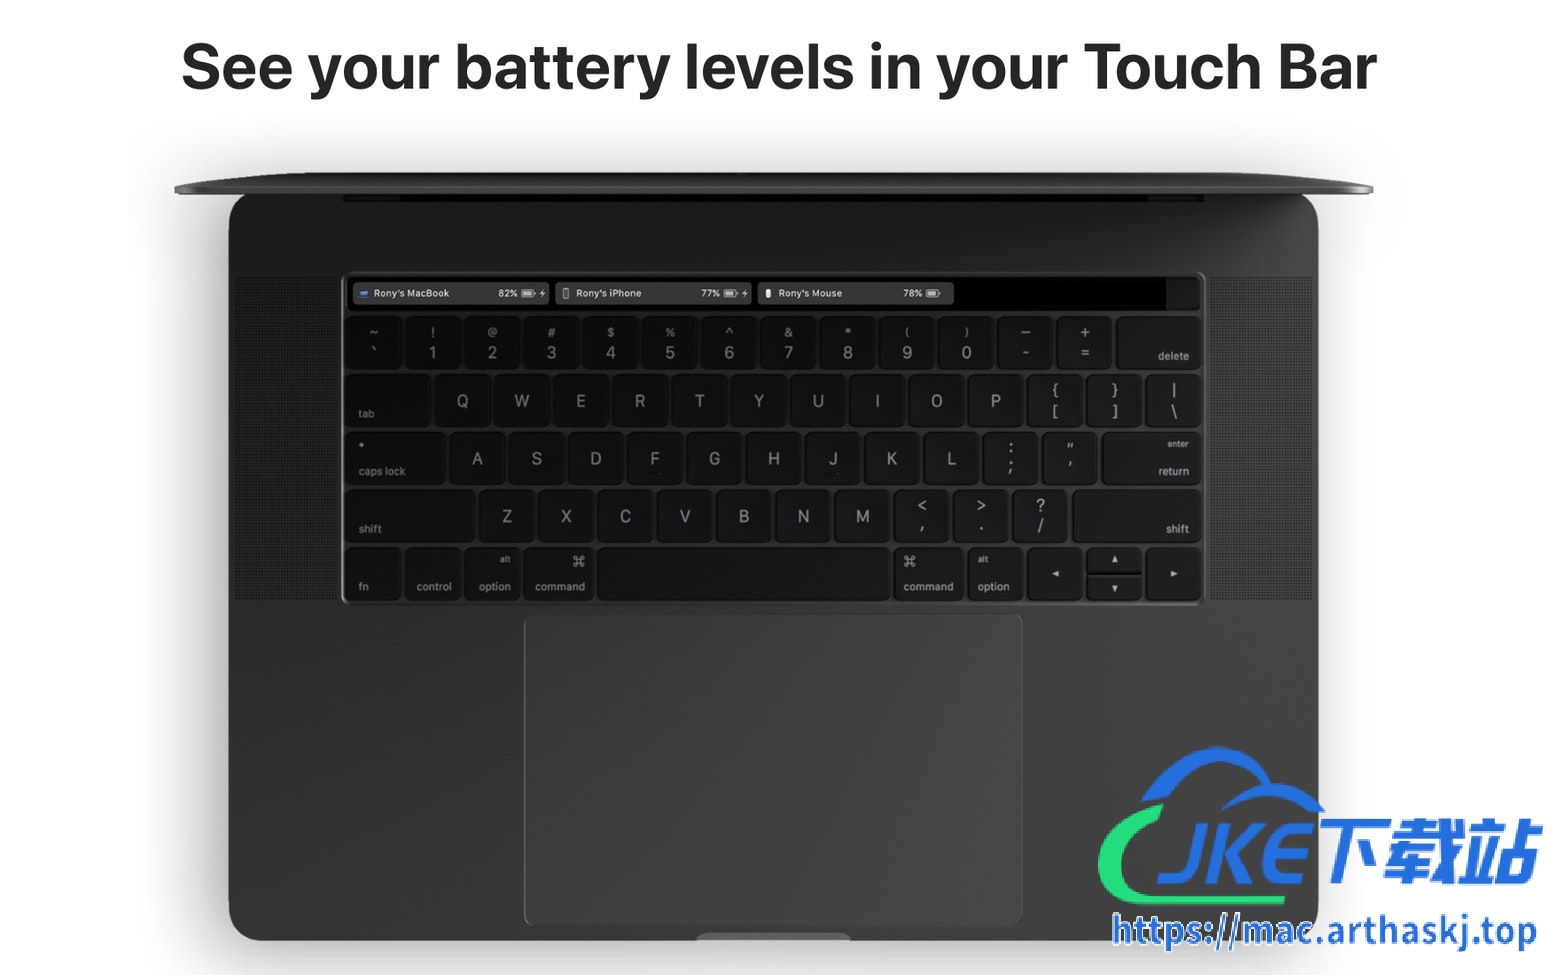 See your battery levels in your Touch Bar
Rony's MacBook 82% Rony's iPhone 77% Rony's Mouse 78%
~ ! @ # $ % ^ & * ( ) — +
` 1 2 3 4 5 6 7 8 9 0 - = delete
tab Q W E R T Y U I O P { [ } ] | \
caps lock A S D F G H J K L : ; " ' enter return
shift Z X C V B N M < , > . ? / shift
alt ⌘ ⌘ alt ▲
fn control option command command option ◄ ▼ ►
JKE下载站
https://mac.arthaskj.top